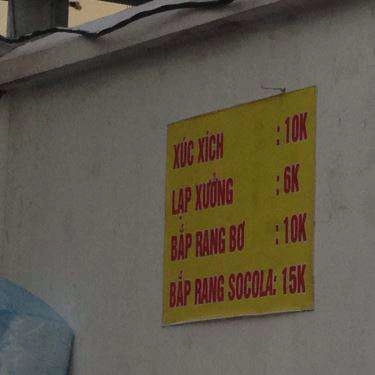 XÚC XÍCH : 10K
LẠP XƯỞNG : 6K
BẮP RANG BƠ : 10K
BẮP RANG SOCOLA: 15K